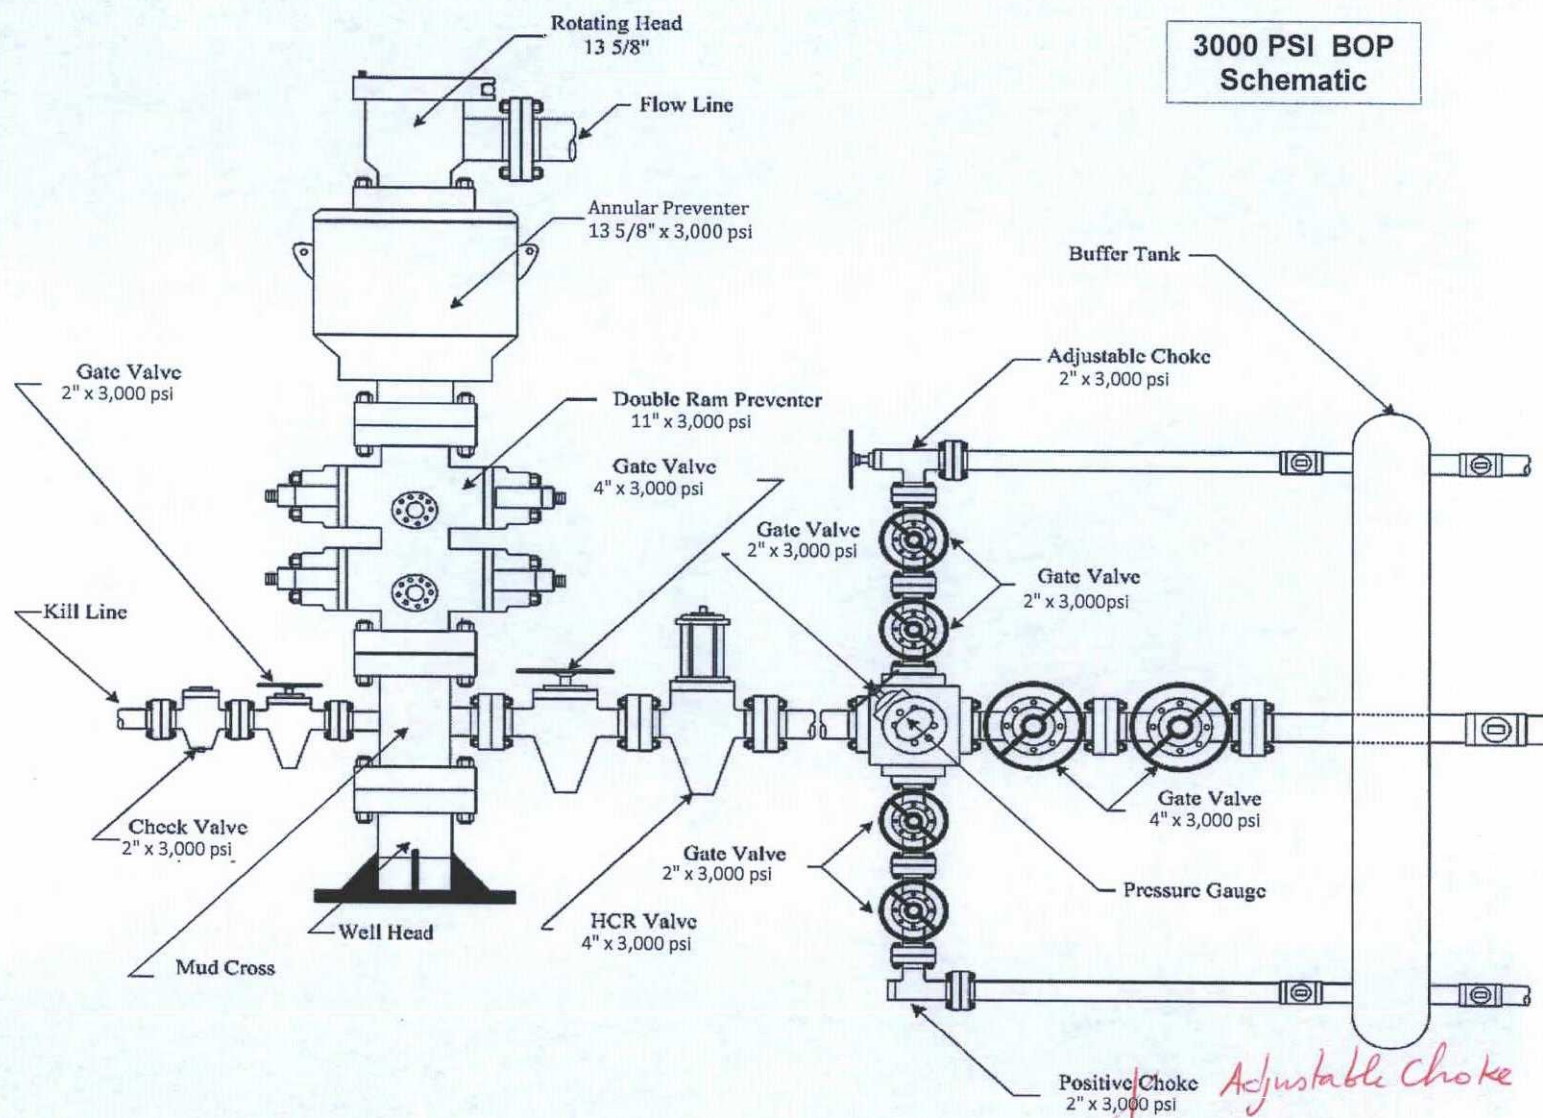 Rotating Head
13 5/8"
3000 PSI BOP
Schematic
Flow Line
Annular Preventer
13 5/8" x 3,000 psi
Buffer Tank
Gate Valve
2" x 3,000 psi
Adjustable Choke
2" x 3,000 psi
Double Ram Preventer
11" x 3,000 psi
Gate Valve
4" x 3,000 psi
Gate Valve
2" x 3,000 psi
Gate Valve
2" x 3,000psi
Kill Line
Check Valve
2" x 3,000 psi
Gate Valve
4" x 3,000 psi
Gate Valve
2" x 3,000 psi
Pressure Gauge
HCR Valve
4" x 3,000 psi
Well Head
Mud Cross
Positive Choke
2" x 3,000 psi
Adjustable Choke